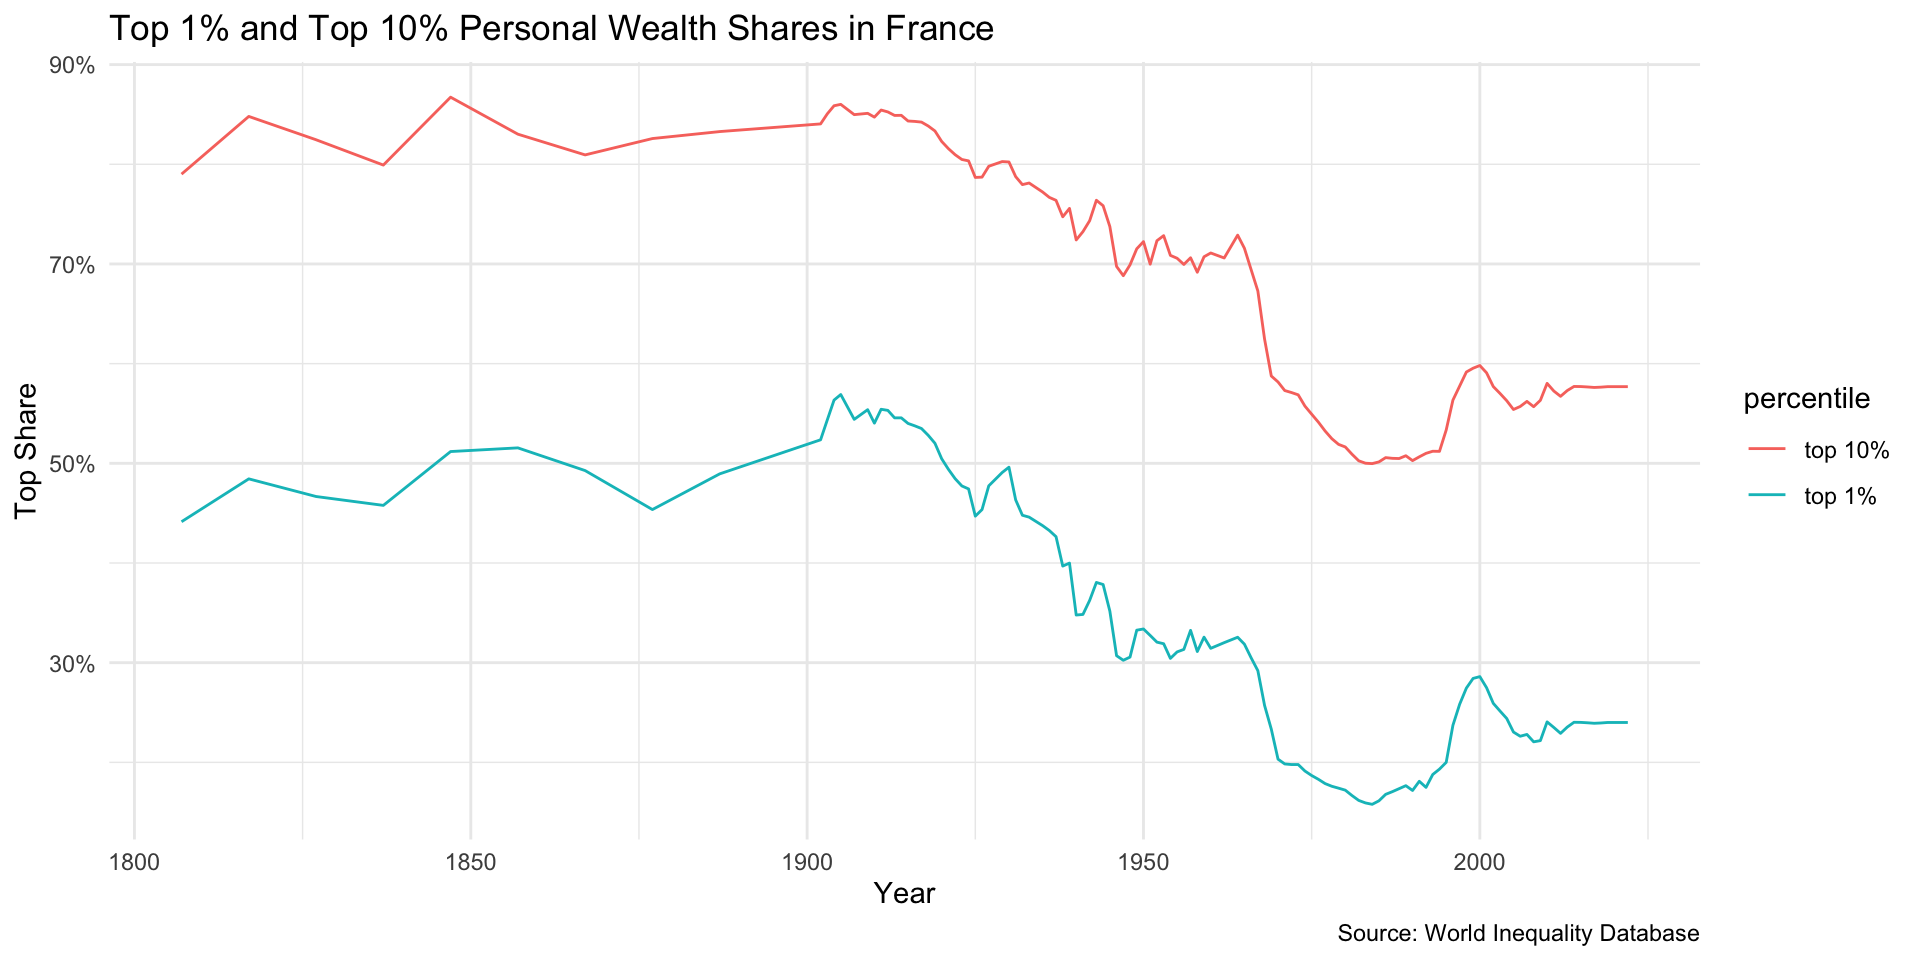 Top 1% and Top 10% Personal Wealth Shares in France
90%
70%
50%
30%
Top Share
1800
1850
1900
1950
2000
Year
percentile
top 10%
top 1%
Source: World Inequality Database